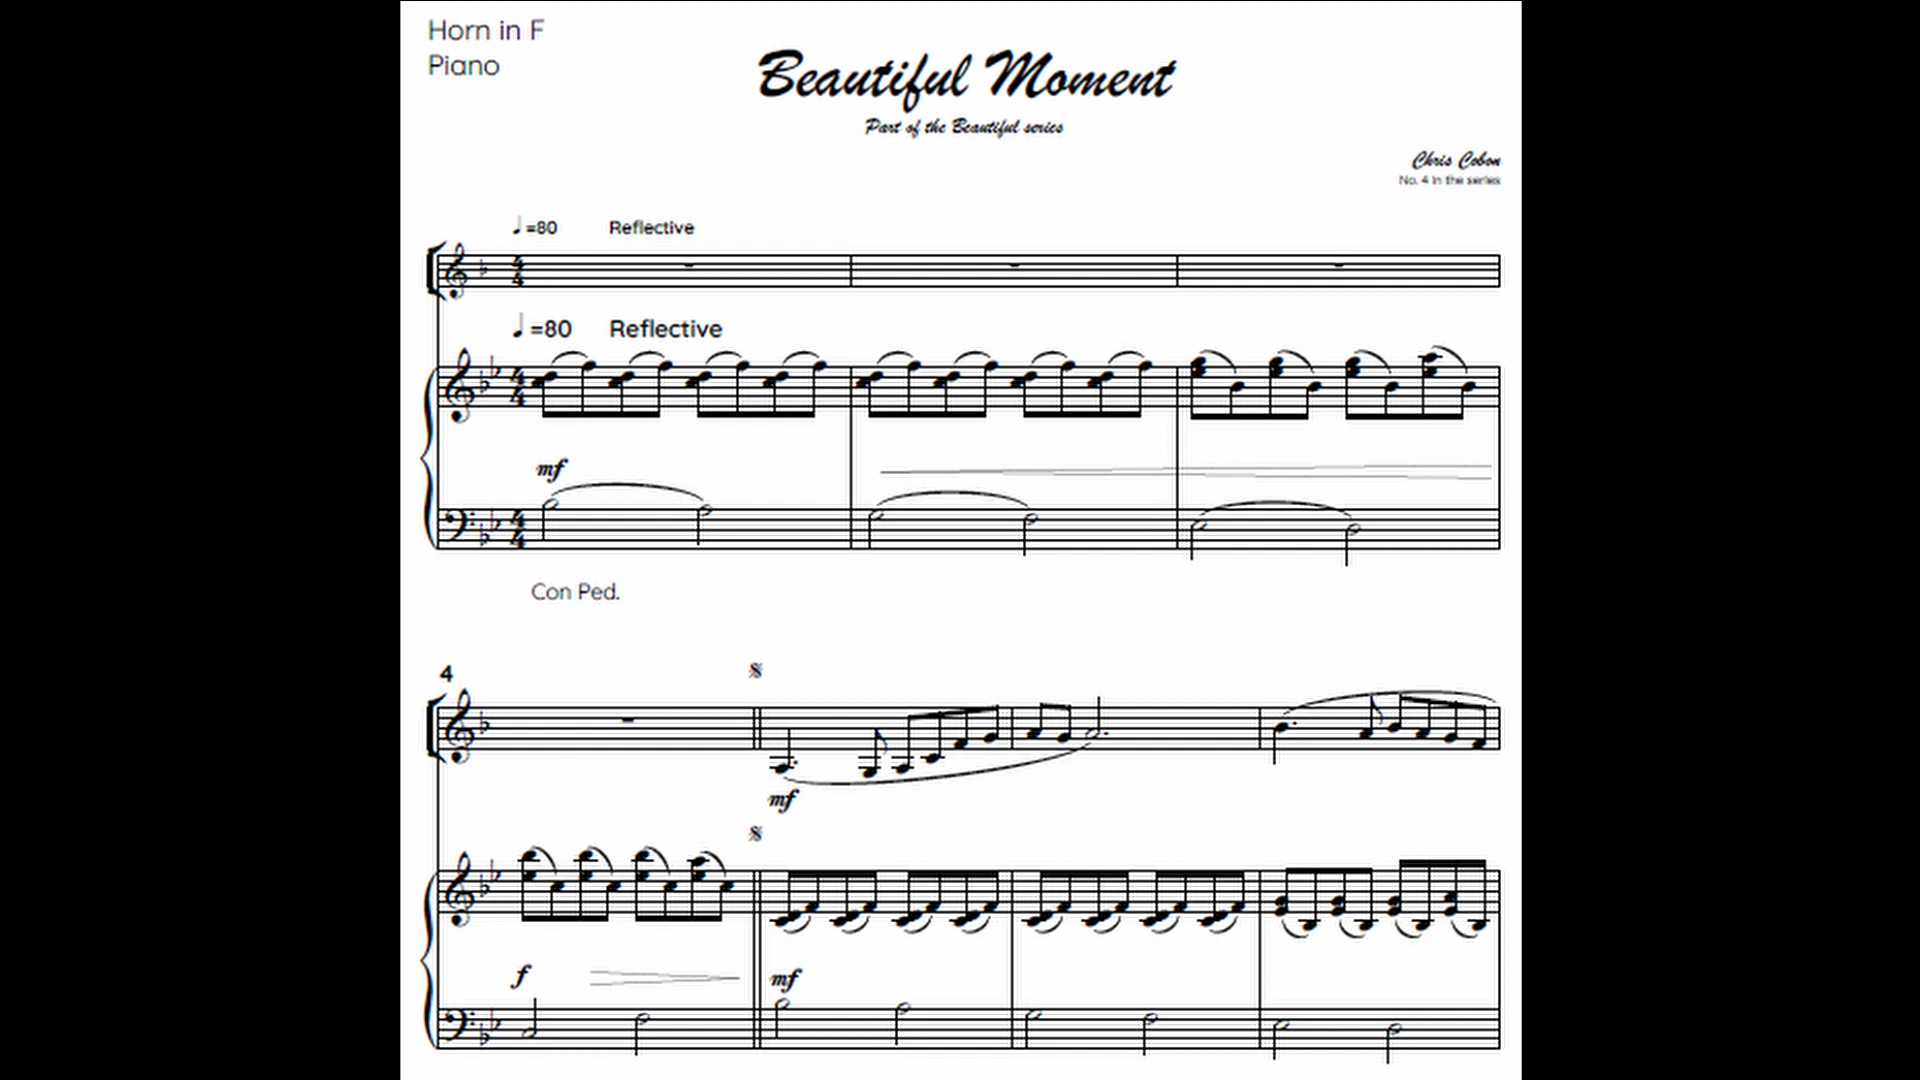 Horn in F
Piano
Beautiful Moment
Part of the Beautiful series
Chris Cobon
No. 4 in the series
♩=80 Reflective
♩=80 Reflective
mf
Con Ped.
4
mf
f
mf